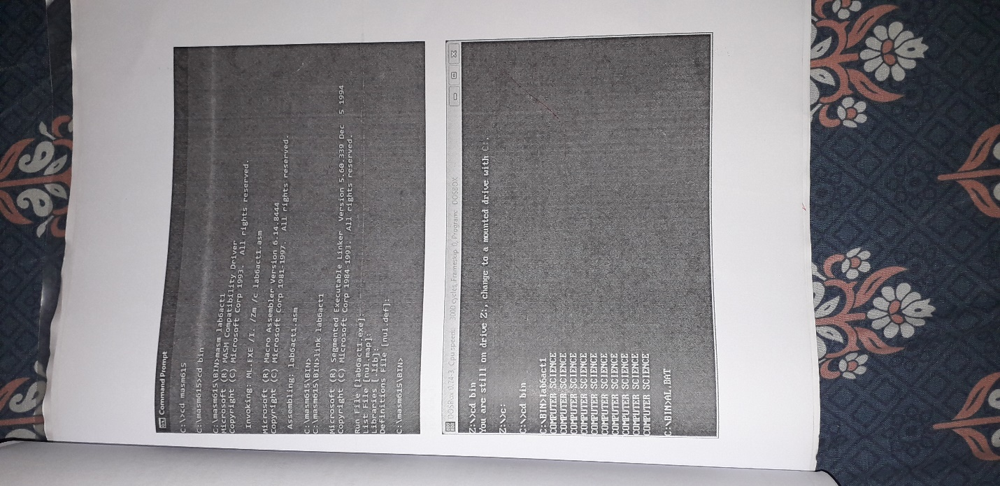 Command Prompt
C:\>cd masm615
C:\masm615>cd bin
C:\masm615\BIN>masm lab6act1
Microsoft (R) MASM Compatibility Driver
Copyright (C) Microsoft Corp 1993.  All rights reserved.
Invoking: ML.EXE /I. /Zm /c lab6act1.asm
Microsoft (R) Macro Assembler Version 6.14.8444
Copyright (C) Microsoft Corp 1981-1997.  All rights reserved.
Assembling: lab6act1.asm
C:\masm615\BIN>
C:\masm615\BIN>link lab6act1
Microsoft (R) Segmented Executable Linker  Version 5.60.339 Dec  5 1994
Copyright (C) Microsoft Corp 1984-1993.  All rights reserved.
Run File [lab6act1.exe]:
List File [nul.map]:
Libraries [.lib]:
Definitions File [nul.def]:
C:\masm615\BIN>
DOSBox 0.74-3, Cpu speed:    3000 cycles, Frameskip  0, Program:   DOSBOX
Z:\>cd bin
You are still on drive Z:, change to a mounted drive with C:.
Z:\>c:
C:\>cd bin
C:\BIN>lab6act1
COMPUTER SCIENCE
COMPUTER SCIENCE
COMPUTER SCIENCE
COMPUTER SCIENCE
COMPUTER SCIENCE
COMPUTER SCIENCE
COMPUTER SCIENCE
COMPUTER SCIENCE
COMPUTER SCIENCE
COMPUTER SCIENCE
C:\BIN>AL.BAT